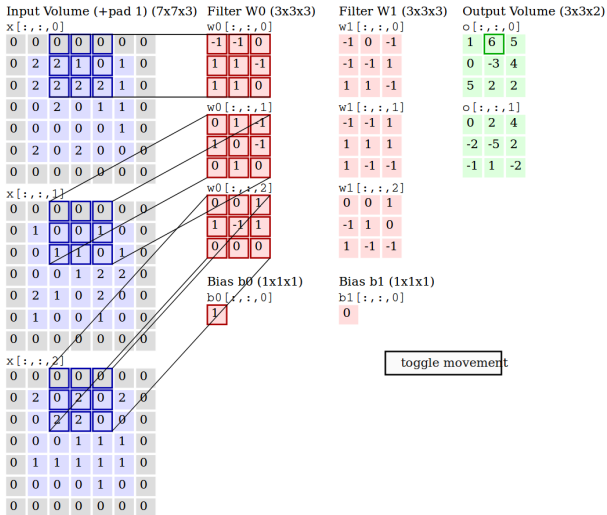 Input Volume (+pad 1) (7x7x3)
x[:,:,0]
0 0 0 0 0 0 0
0 2 2 1 0 1 0
0 2 2 2 2 1 0
0 0 2 0 1 1 0
0 0 0 0 0 1 0
0 2 0 2 0 0 0
0 0 0 0 0 0 0
x[:,:,1]
0 0 0 0 0 0 0
0 1 0 0 1 0 0
0 0 1 1 0 1 0
0 0 0 1 2 2 0
0 2 1 0 2 0 0
0 1 0 0 1 0 0
0 0 0 0 0 0 0
x[:,:,2]
0 0 0 0 0 0 0
0 2 0 2 0 2 0
0 0 2 2 0 0 0
0 0 0 1 1 1 0
0 1 1 1 1 1 0
0 0 0 0 1 0 0
0 0 0 0 0 0 0
Filter W0 (3x3x3)
w0[:,:,0]
-1 -1 0
1 1 -1
1 1 0
w0[:,:,1]
0 1 -1
1 0 -1
0 1 0
w0[:,:,2]
0 0 1
1 -1 1
0 0 0
Bias b0 (1x1x1)
b0[:,:,0]
1
Filter W1 (3x3x3)
w1[:,:,0]
-1 0 -1
-1 -1 1
1 1 -1
w1[:,:,1]
-1 -1 1
1 1 1
1 -1 -1
w1[:,:,2]
0 0 1
-1 1 0
1 -1 -1
Bias b1 (1x1x1)
b1[:,:,0]
0
Output Volume (3x3x2)
o[:,:,0]
1 6 5
0 -3 4
5 2 2
o[:,:,1]
0 2 4
-2 -5 2
-1 1 -2
toggle movement